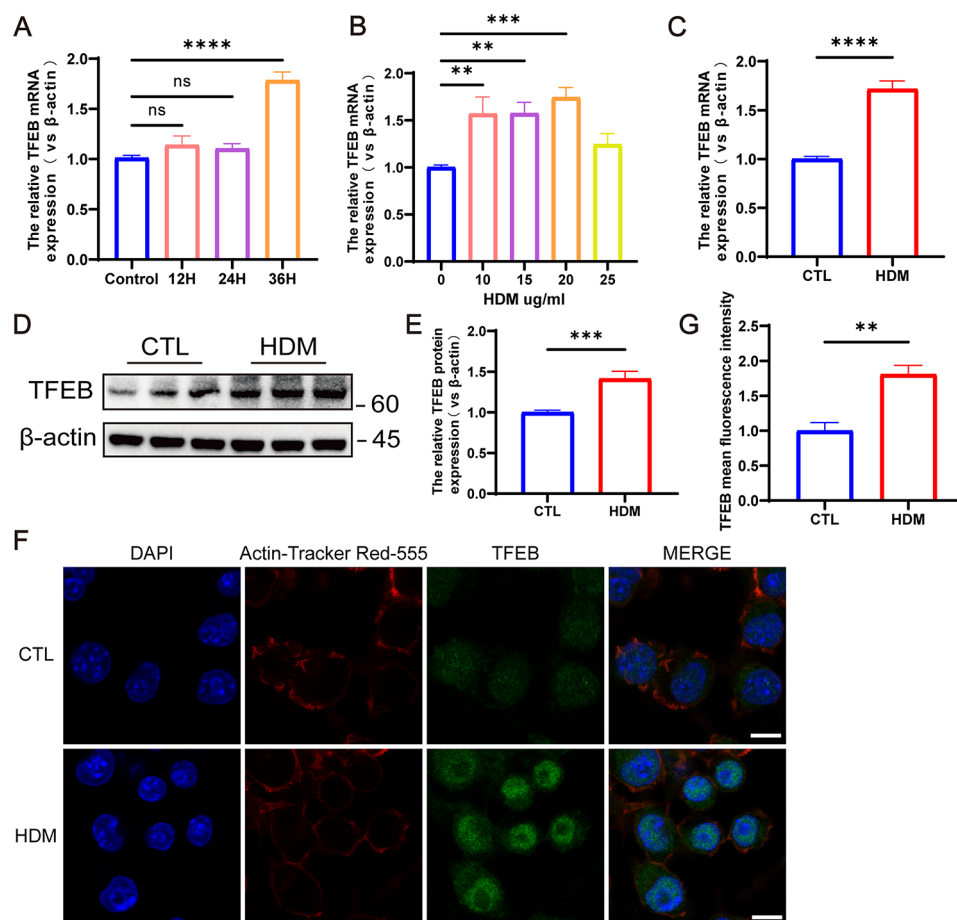 A
The relative TFEB mRNA
expression ( vs β-actin)
2.0
1.5
1.0
0.5
0.0
****
ns
ns
Control 12H 24H 36H
B
The relative TFEB mRNA
expression ( vs β-actin)
2.0
1.5
1.0
0.5
0.0
***
**
**
0 10 15 20 25
HDM ug/ml
C
The relative TFEB mRNA
expression ( vs β-actin)
2.0
1.5
1.0
0.5
0.0
****
CTL HDM
D
CTL HDM
TFEB
60
β-actin
45
E
The relative TFEB protein
expression ( vs β-actin)
2.0
1.5
1.0
0.5
0.0
***
CTL HDM
G
TFEB mean fluorescence intensity
2.5
2.0
1.5
1.0
0.5
0.0
**
CTL HDM
F
DAPI Actin-Tracker Red-555 TFEB MERGE
CTL
HDM